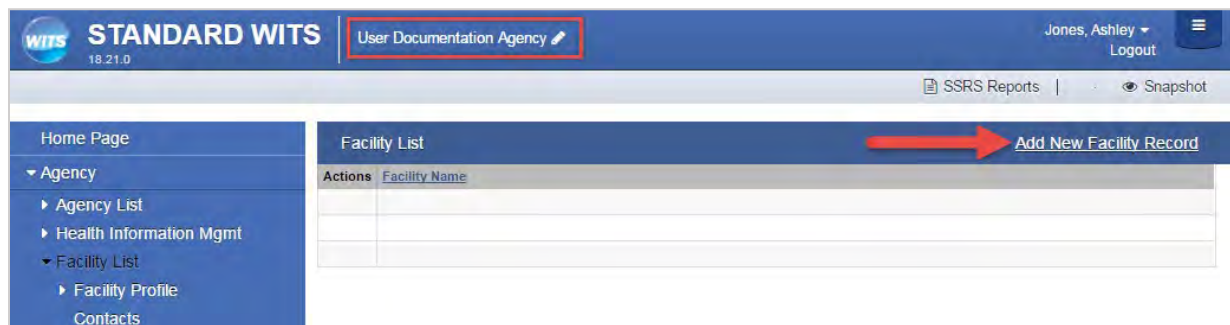 WITS
STANDARD WITS
18.21.0
User Documentation Agency
Jones, Ashley
Logout
SSRS Reports |
Snapshot
Home Page
Agency
Agency List
Health Information Mgmt
Facility List
Facility Profile
Contacts
Facility List
Add New Facility Record
Actions Facility Name